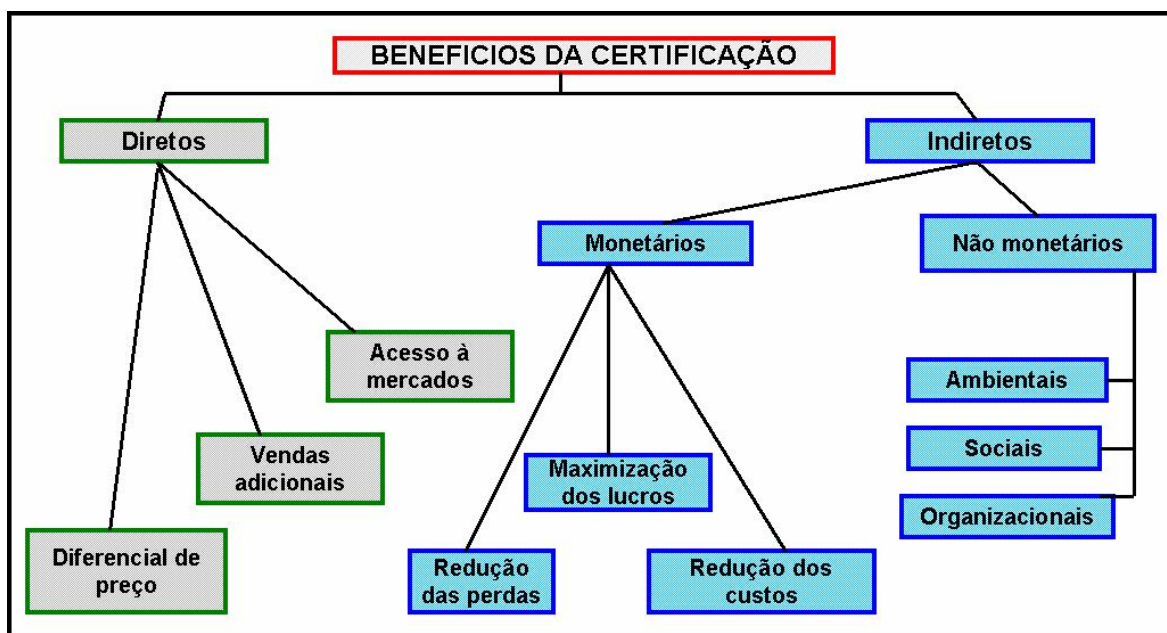 BENEFICIOS DA CERTIFICAÇÃO
Diretos
Indiretos
Monetários
Não monetários
Acesso à
mercados
Ambientais
Vendas
adicionais
Maximização
dos lucros
Sociais
Organizacionais
Diferencial de
preço
Redução
das perdas
Redução dos
custos